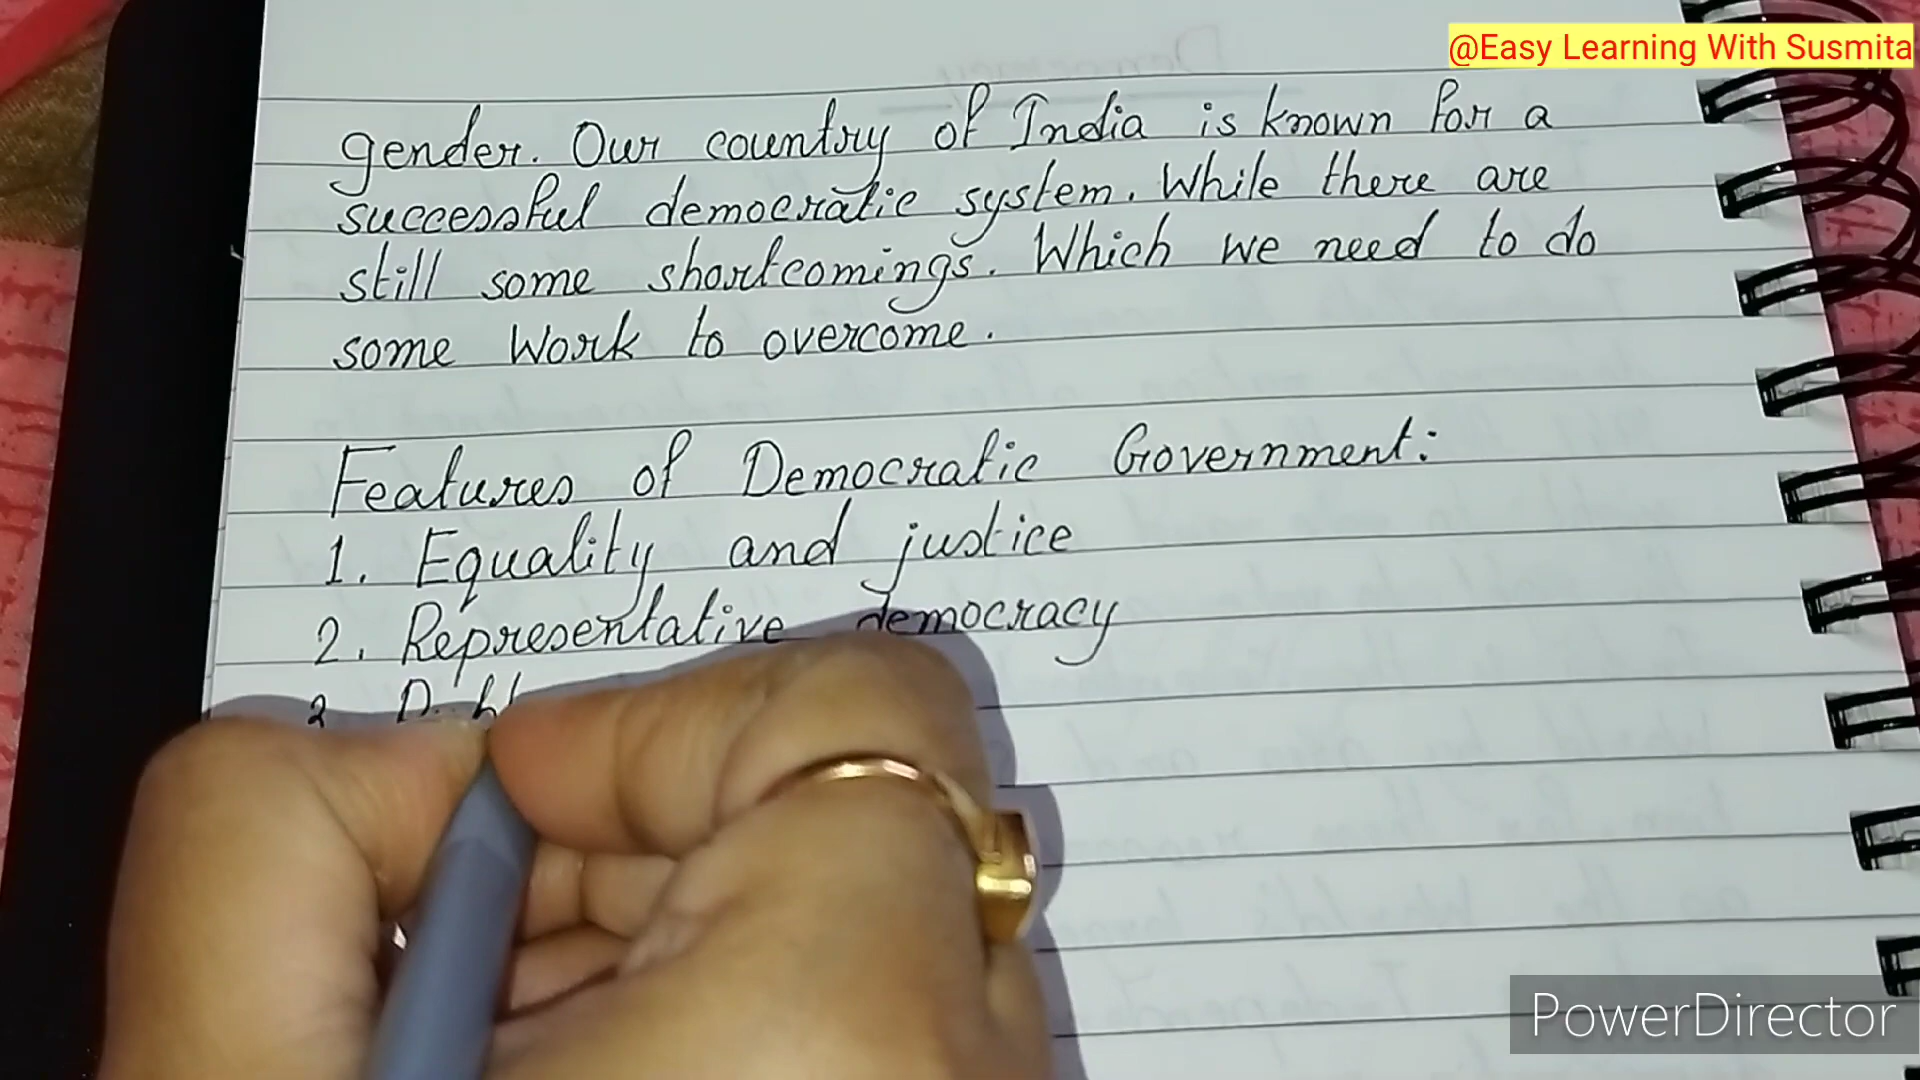 @Easy Learning With Susmita
gender. Our country of India is known for a
successful democratic system. While there are
still some shortcomings. Which we need to do
some work to overcome.
Features of Democratic Government:
1. Equality and justice
2. Representative democracy
3
PowerDirector